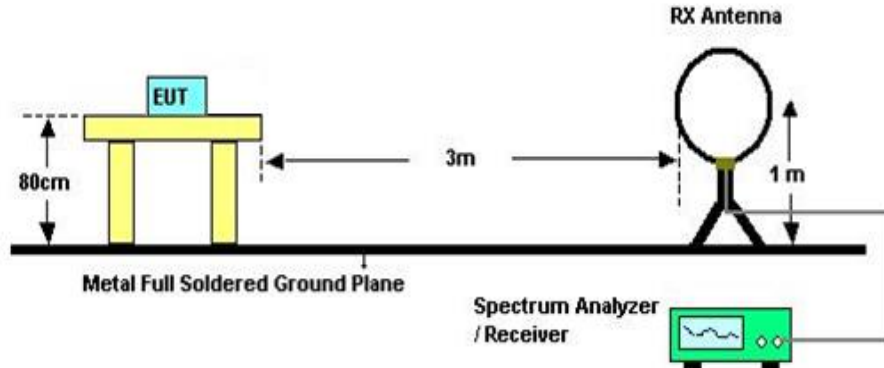 RX Antenna
EUT
80cm
3m
1 m
Metal Full Soldered Ground Plane
Spectrum Analyzer
/ Receiver